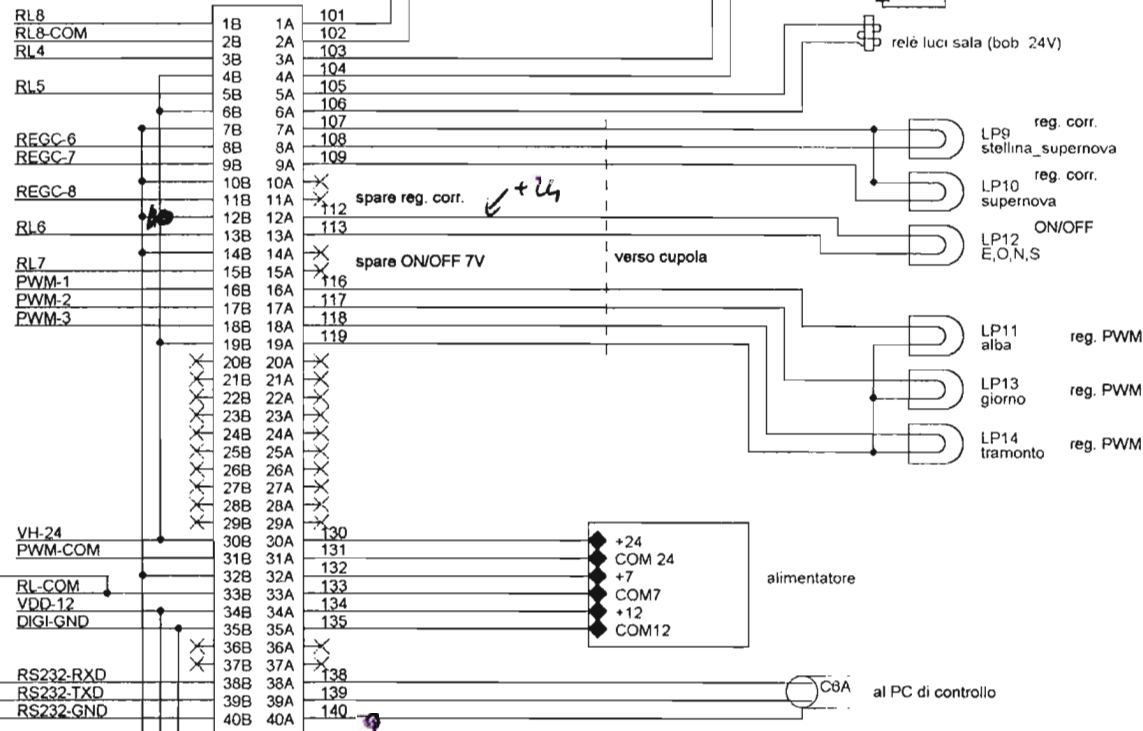 RL8 1B 1A 101
RL8-COM 2B 2A 102
RL4 3B 3A 103
4B 4A 104
RL5 5B 5A 105
6B 6A 106
relè luci sala (bob 24V)
7B 7A 107
REGC-6 8B 8A 108
REGC-7 9B 9A 109
10B 10A
REGC-8 11B 11A
spare reg. corr.
+24
12B 12A 112
RL6 13B 13A 113
14B 14A
spare ON/OFF 7V
verso cupola
RL7 15B 15A
PWM-1 16B 16A 116
PWM-2 17B 17A 117
PWM-3 18B 18A 118
19B 19A 119
reg. corr.
LP9
stellina_supernova
reg. corr.
LP10
supernova
ON/OFF
LP12
E,O,N,S
LP11 reg. PWM
alba
LP13 reg. PWM
giorno
LP14 reg. PWM
tramonto
20B 20A
21B 21A
22B 22A
23B 23A
24B 24A
25B 25A
26B 26A
27B 27A
28B 28A
29B 29A
VH-24 30B 30A 130 +24
PWM-COM 31B 31A 131 COM 24
32B 32A 132 +7
RL-COM 33B 33A 133 COM7
VDD-12 34B 34A 134 +12
DIGI-GND 35B 35A 135 COM12
alimentatore
36B 36A
37B 37A
RS232-RXD 38B 38A 138
RS232-TXD 39B 39A 139
RS232-GND 40B 40A 140
C6A al PC di controllo